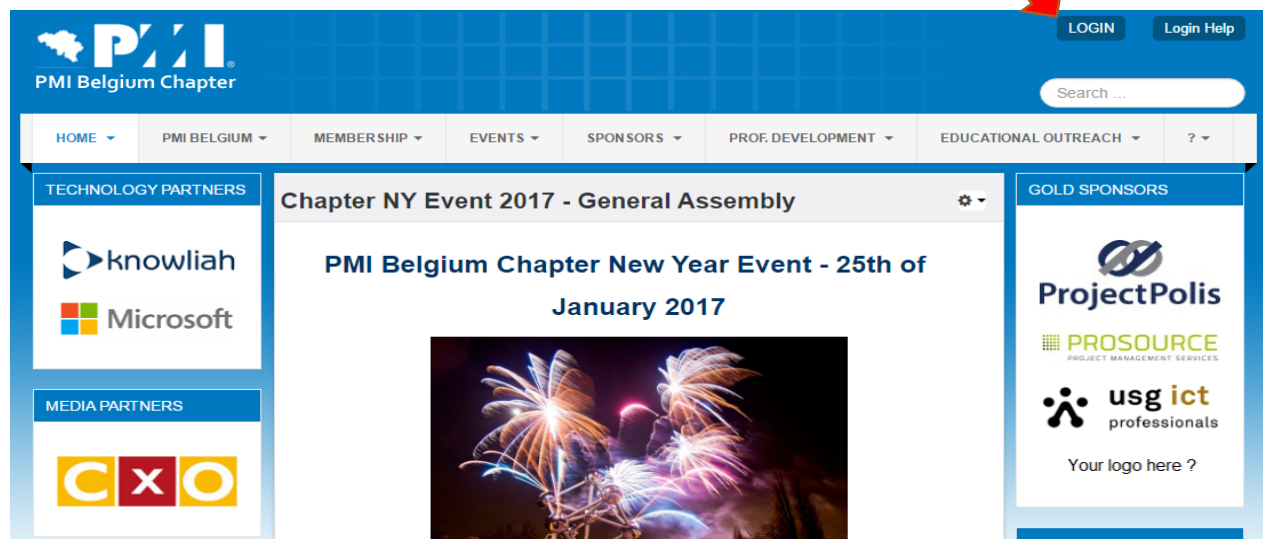 LOGIN
Login Help
PMI
PMI Belgium Chapter
Search ...
HOME
PMI BELGIUM
MEMBERSHIP
EVENTS
SPONSORS
PROF. DEVELOPMENT
EDUCATIONAL OUTREACH
?
TECHNOLOGY PARTNERS
knowliah
Microsoft
MEDIA PARTNERS
CXO
Chapter NY Event 2017 - General Assembly
PMI Belgium Chapter New Year Event - 25th of
January 2017
GOLD SPONSORS
ProjectPolis
PROSOURCE
PROJECT MANAGEMENT SERVICES
usg ict
professionals
Your logo here ?